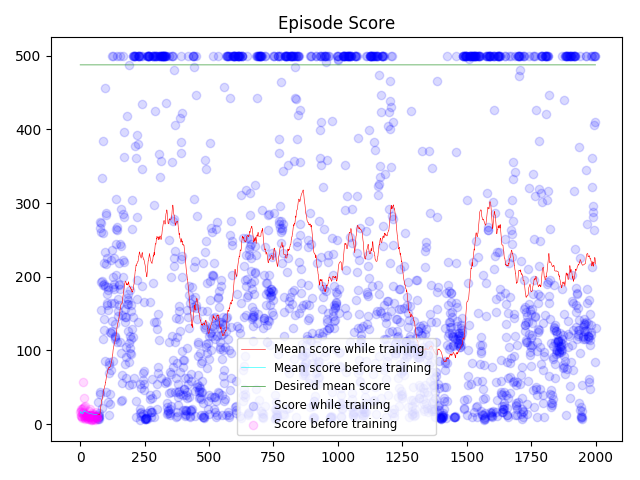 Episode Score
500
400
300
200
100
0
Mean score while training
Mean score before training
Desired mean score
Score while training
Score before training
0 250 500 750 1000 1250 1500 1750 2000